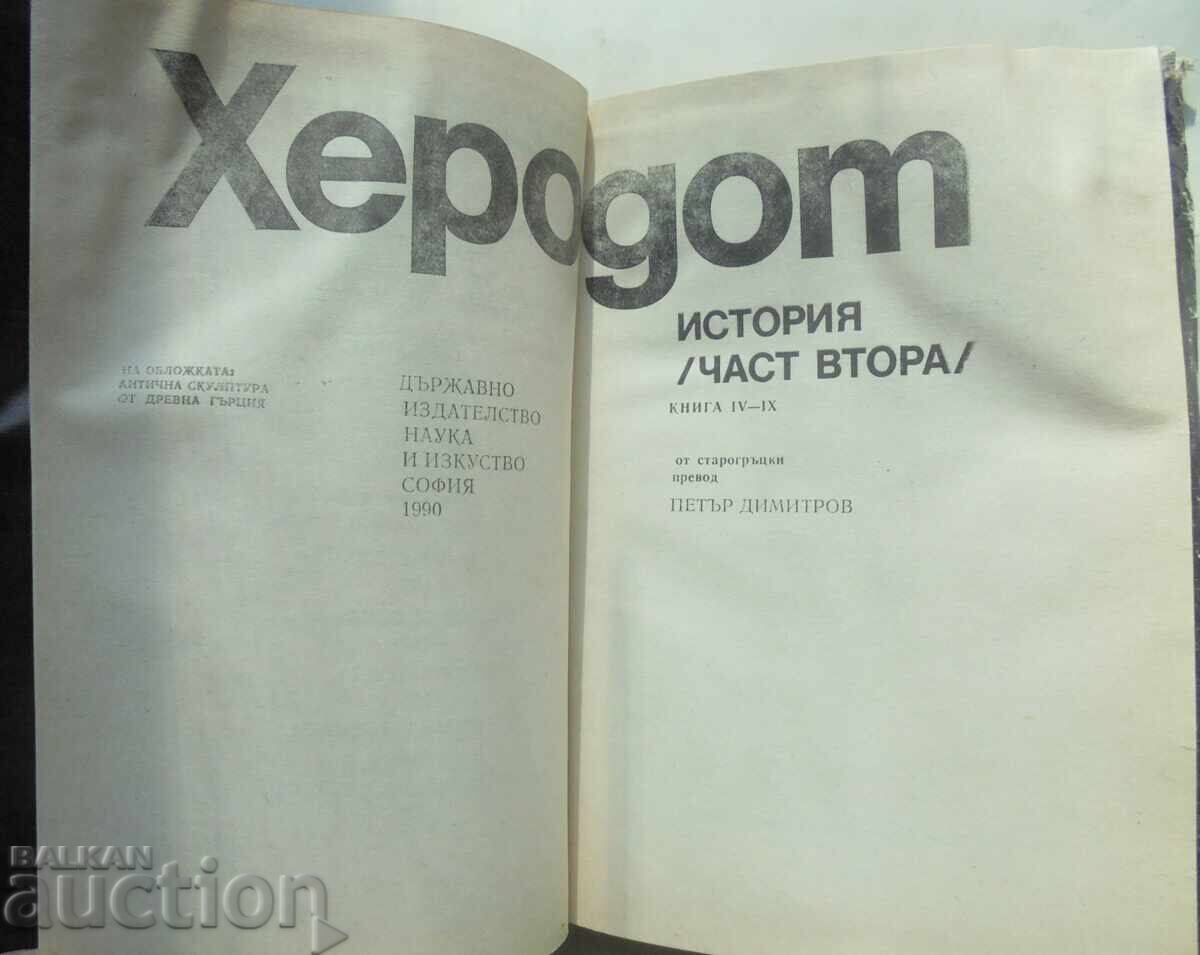 Херодот
НА ОБЛОЖКАТА:
АНТИЧНА СКУЛПТУРА
ОТ ДРЕВНА ГЪРЦИЯ
ДЪРЖАВНО
ИЗДАТЕЛСТВО
НАУКА
И ИЗКУСТВО
СОФИЯ
1990
ИСТОРИЯ
/ЧАСТ ВТОРА/
КНИГА IV—IX
от старогръцки
превод
ПЕТЪР ДИМИТРОВ
BALKAN
auction